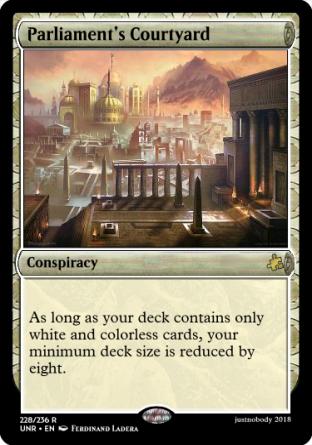 Parliament's Courtyard
Conspiracy
As long as your deck contains only
white and colorless cards, your
minimum deck size is reduced by
eight.
228/236 R
justnobody 2018
UNR • EN Ferdinand Ladera